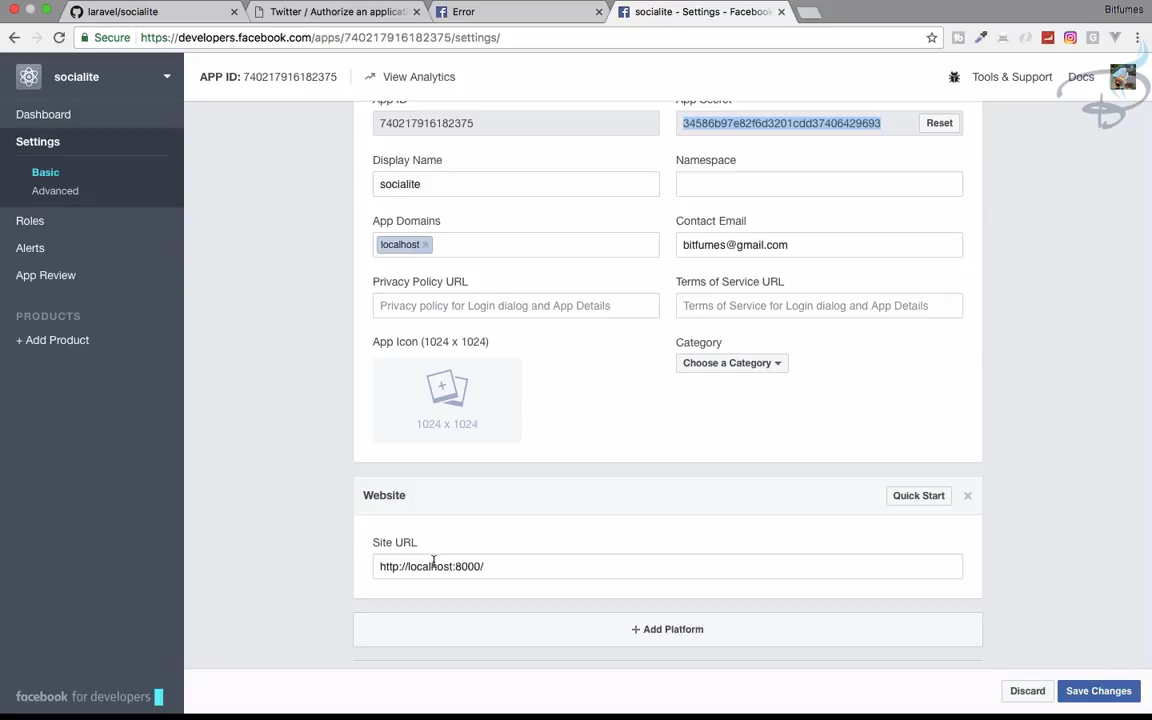 laravel/socialite
Twitter / Authorize an applicat
Error
socialite - Settings - Facebook
Bitfumes
Secure
https://developers.facebook.com/apps/740217916182375/settings/
socialite
APP ID: 740217916182375
View Analytics
Tools & Support
Docs
Dashboard
Settings
Basic
Advanced
Roles
Alerts
App Review
PRODUCTS
+ Add Product
App ID
App Secret
740217916182375
34586b97e82f6d3201cdd37406429693
Reset
Display Name
Namespace
socialite
App Domains
Contact Email
localhost
bitfumes@gmail.com
Privacy Policy URL
Terms of Service URL
Privacy policy for Login dialog and App Details
Terms of Service for Login dialog and App Details
App Icon (1024 x 1024)
Category
Choose a Category
1024 x 1024
Website
Quick Start
Site URL
http://localhost:8000/
+ Add Platform
facebook for developers
Discard
Save Changes